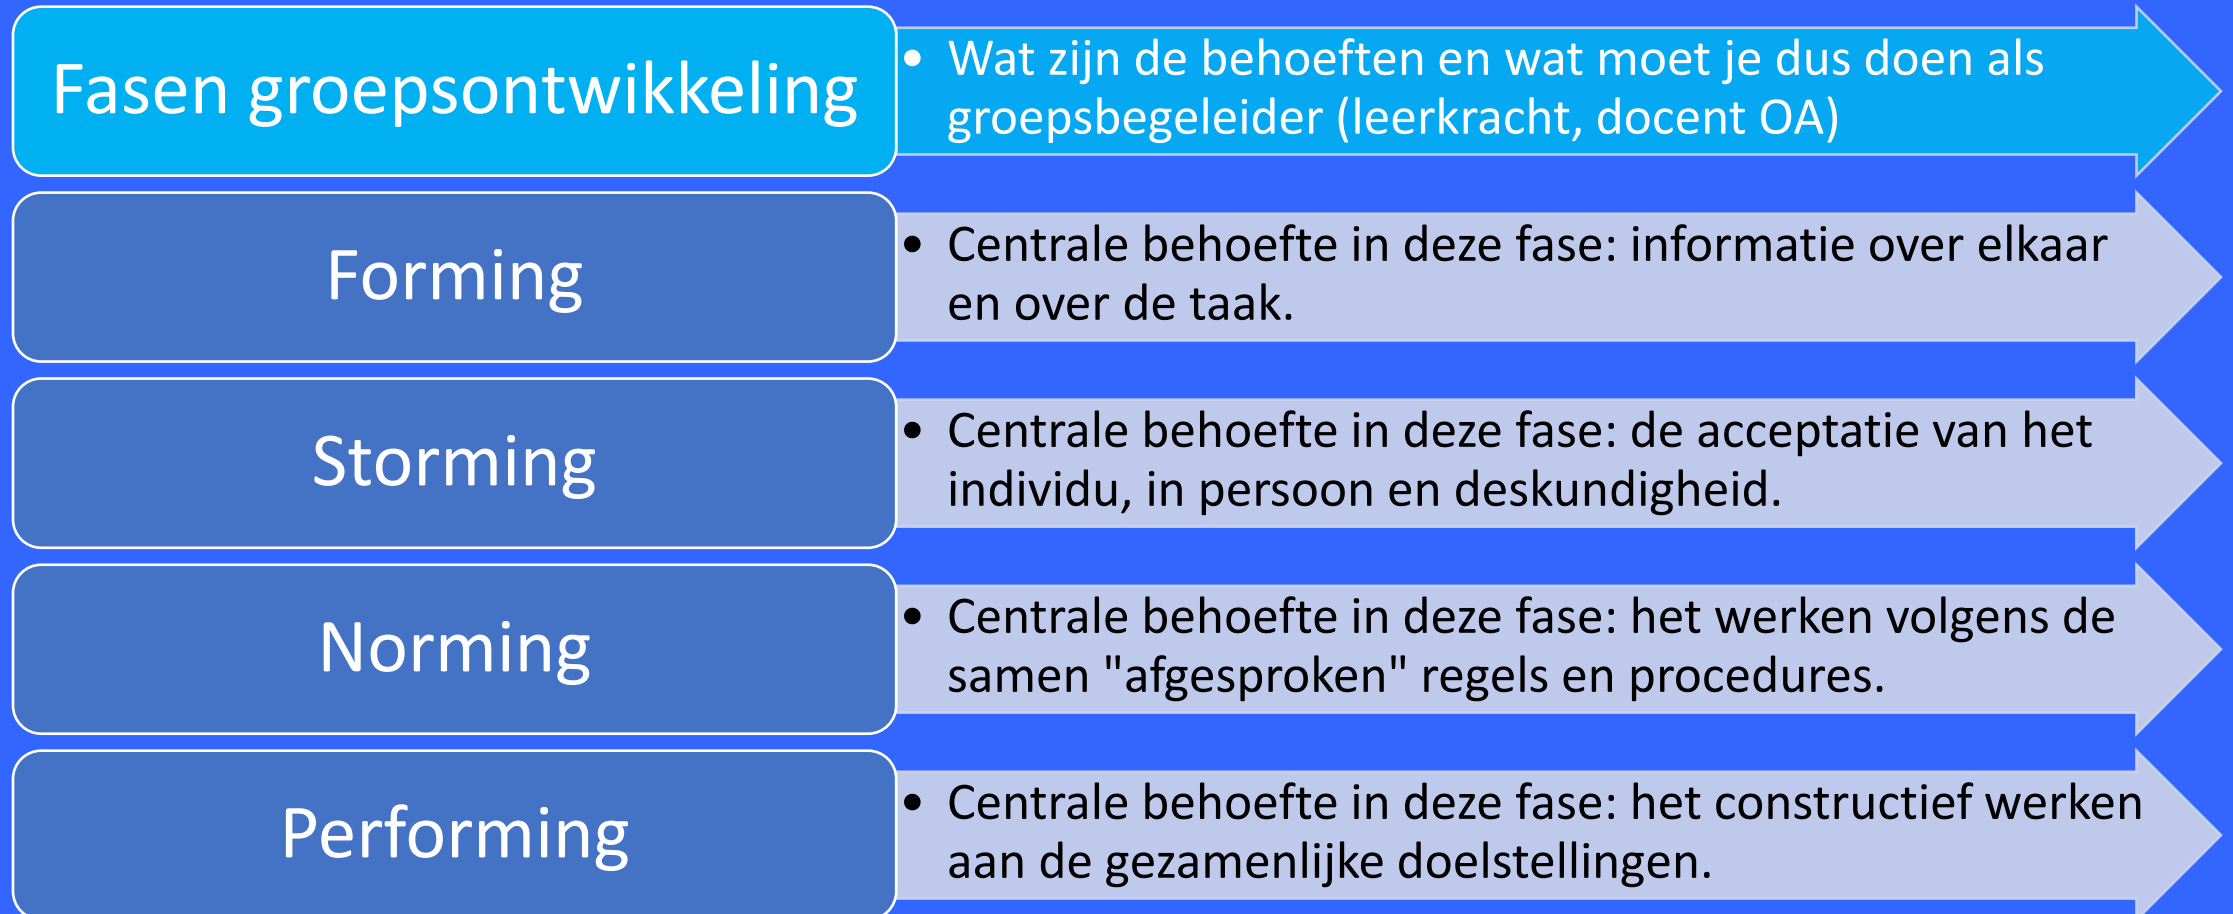 Fasen groepsontwikkeling
• Wat zijn de behoeften en wat moet je dus doen als
groepsbegeleider (leerkracht, docent OA)
Forming
• Centrale behoefte in deze fase: informatie over elkaar
en over de taak.
Storming
• Centrale behoefte in deze fase: de acceptatie van het
individu, in persoon en deskundigheid.
Norming
• Centrale behoefte in deze fase: het werken volgens de
samen "afgesproken" regels en procedures.
Performing
• Centrale behoefte in deze fase: het constructief werken
aan de gezamenlijke doelstellingen.